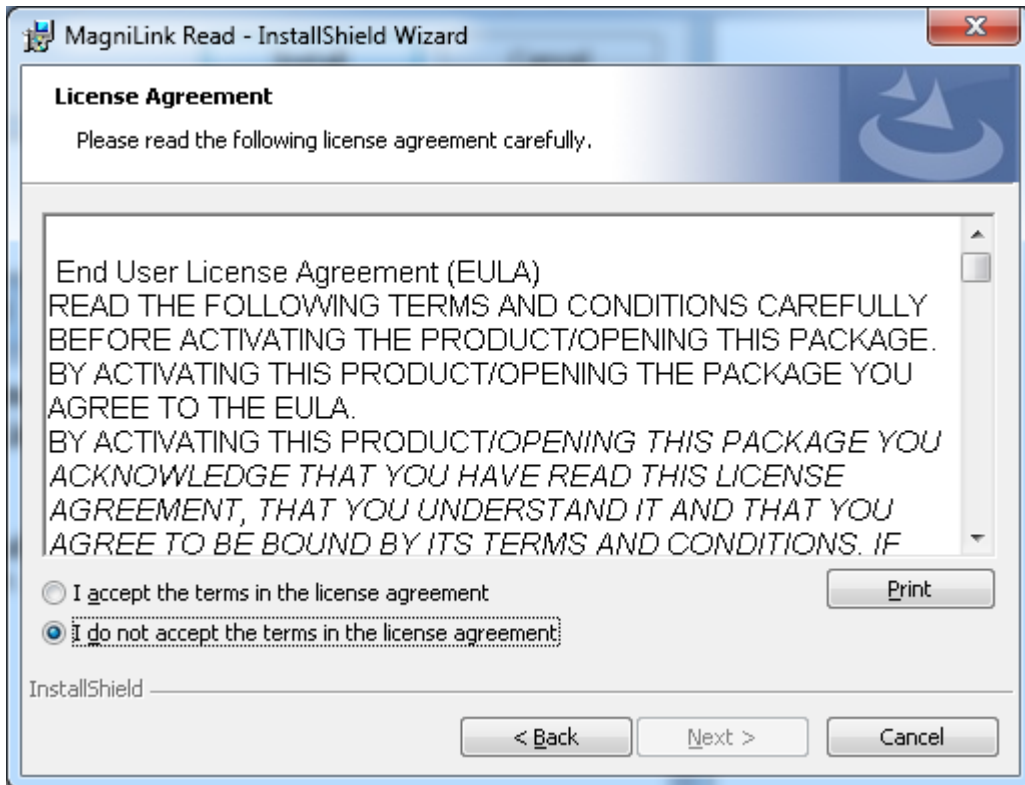 MagniLink Read - InstallShield Wizard
License Agreement
Please read the following license agreement carefully.
End User License Agreement (EULA)
READ THE FOLLOWING TERMS AND CONDITIONS CAREFULLY
BEFORE ACTIVATING THE PRODUCT/OPENING THIS PACKAGE.
BY ACTIVATING THIS PRODUCT/OPENING THE PACKAGE YOU
AGREE TO THE EULA.
BY ACTIVATING THIS PRODUCT/OPENING THIS PACKAGE YOU
ACKNOWLEDGE THAT YOU HAVE READ THIS LICENSE
AGREEMENT, THAT YOU UNDERSTAND IT AND THAT YOU
AGREE TO BE BOUND BY ITS TERMS AND CONDITIONS. IF
I accept the terms in the license agreement
Print
I do not accept the terms in the license agreement
InstallShield
< Back Next > Cancel